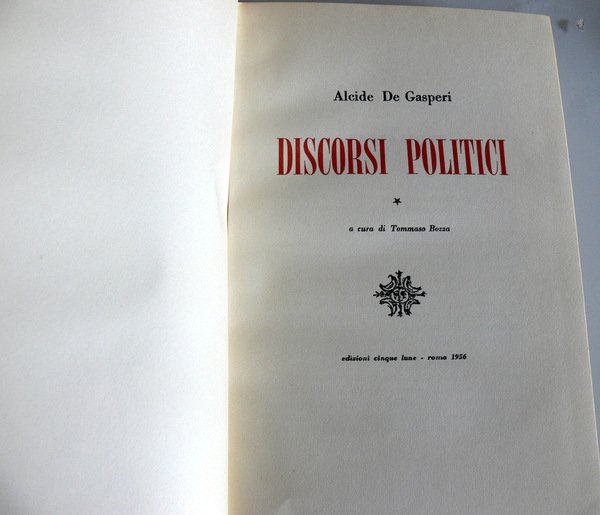 Alcide De Gasperi
DISCORSI POLITICI
a cura di Tommaso Bozza
edizioni cinque lune - roma 1956